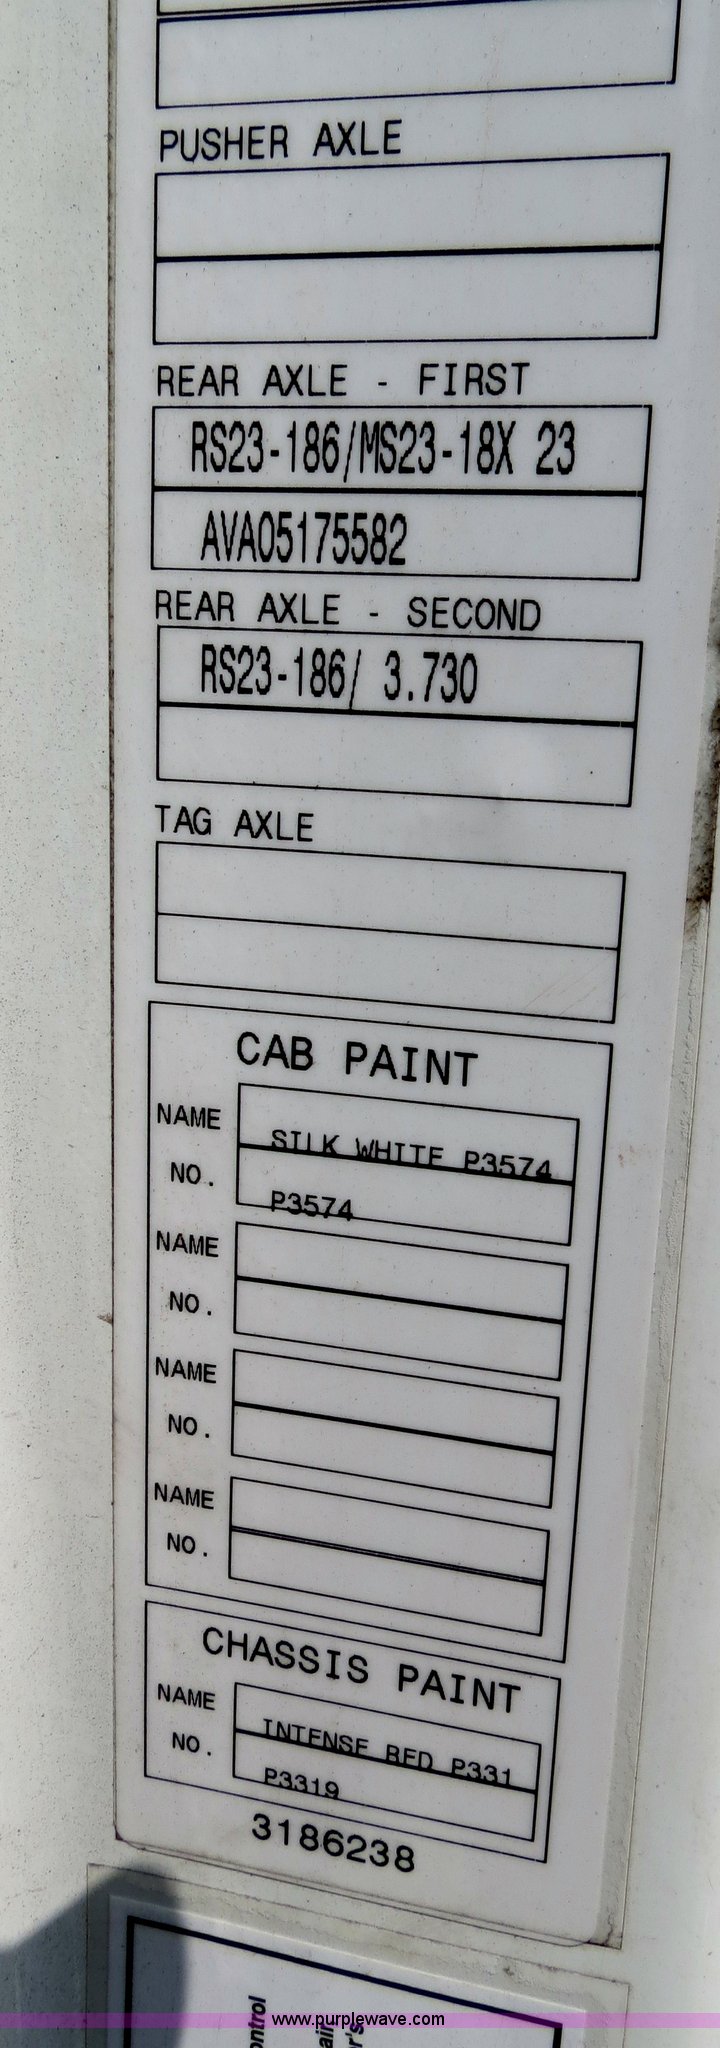 PUSHER AXLE
REAR AXLE - FIRST
RS23-186/MS23-18X 23
AVA05175582
REAR AXLE - SECOND
RS23-186/ 3.730
TAG AXLE
CAB PAINT
NAME SILK WHITE P3574
NO. P3574
NAME
NO.
NAME
NO.
NAME
NO.
CHASSIS PAINT
NAME INTENSE RED P331
NO. P3319
3186238
ontrol
air
r's
www.purplewave.com